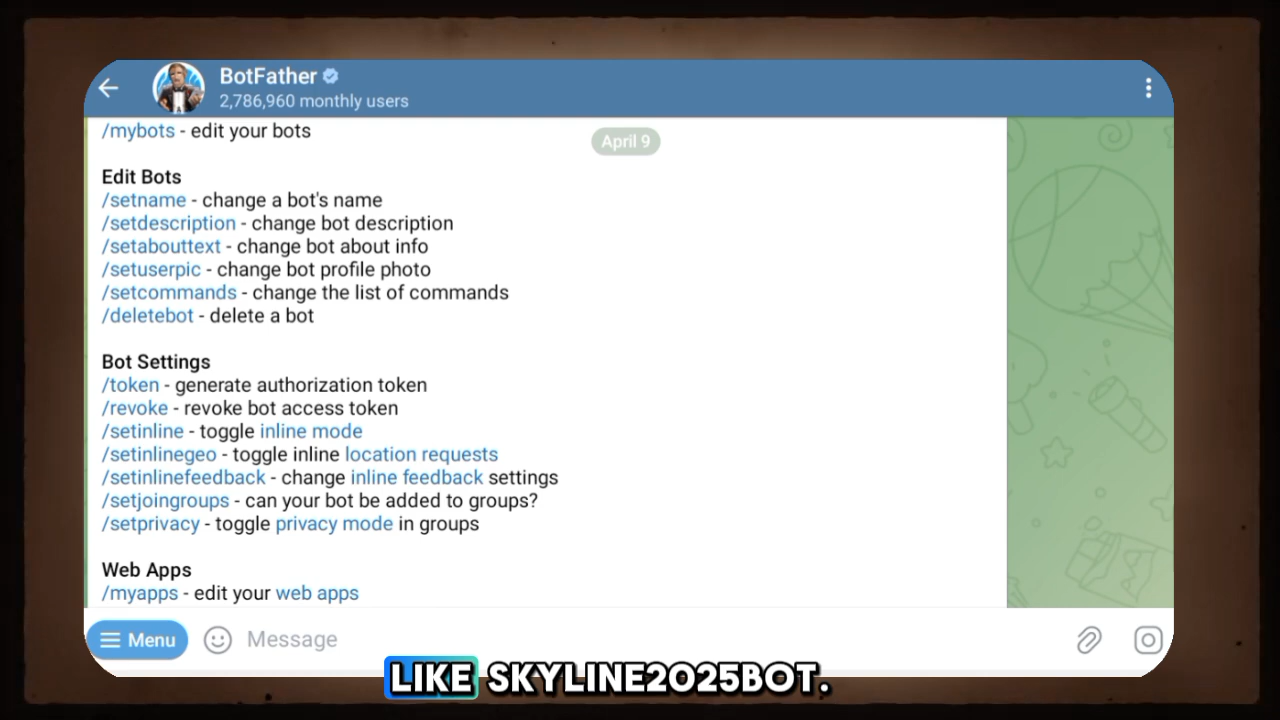 BotFather
2,786,960 monthly users
/mybots - edit your bots
April 9
Edit Bots
/setname - change a bot's name
/setdescription - change bot description
/setabouttext - change bot about info
/setuserpic - change bot profile photo
/setcommands - change the list of commands
/deletebot - delete a bot
Bot Settings
/token - generate authorization token
/revoke - revoke bot access token
/setinline - toggle inline mode
/setinlinegeo - toggle inline location requests
/setinlinefeedback - change inline feedback settings
/setjoingroups - can your bot be added to groups?
/setprivacy - toggle privacy mode in groups
Web Apps
/myapps - edit your web apps
Menu
Message
LIKE SKYLINE2025BOT.